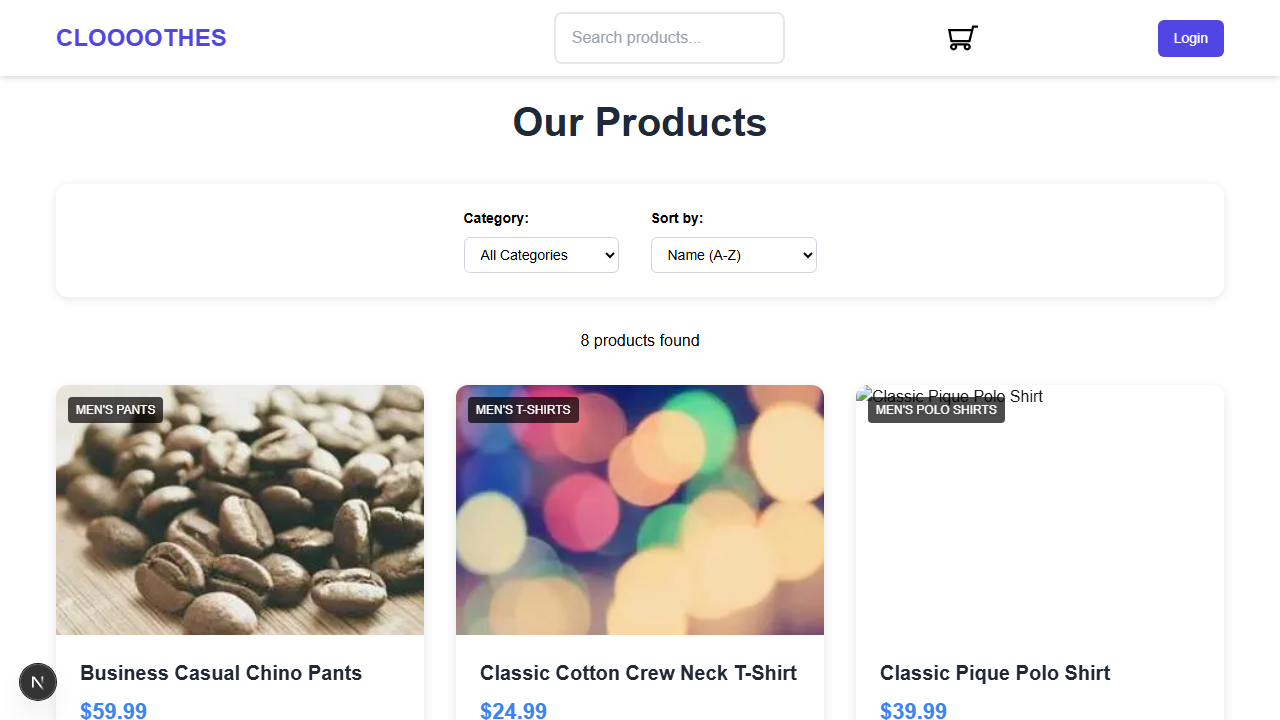 CLOOOOTHES
Search products...
Login
Our Products
Category:
Sort by:
All Categories
Name (A-Z)
8 products found
MEN'S PANTS
MEN'S T-SHIRTS
Classic Pique Polo Shirt
MEN'S POLO SHIRTS
Business Casual Chino Pants
Classic Cotton Crew Neck T-Shirt
Classic Pique Polo Shirt
$59.99
$24.99
$39.99
N